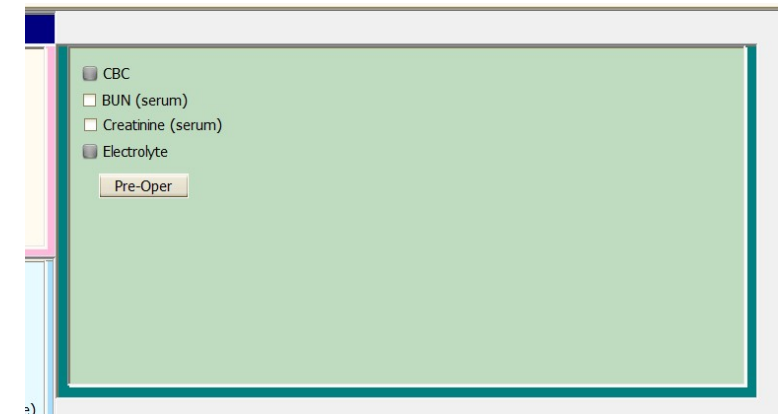 CBC
BUN (serum)
Creatinine (serum)
Electrolyte
Pre-Oper
e)